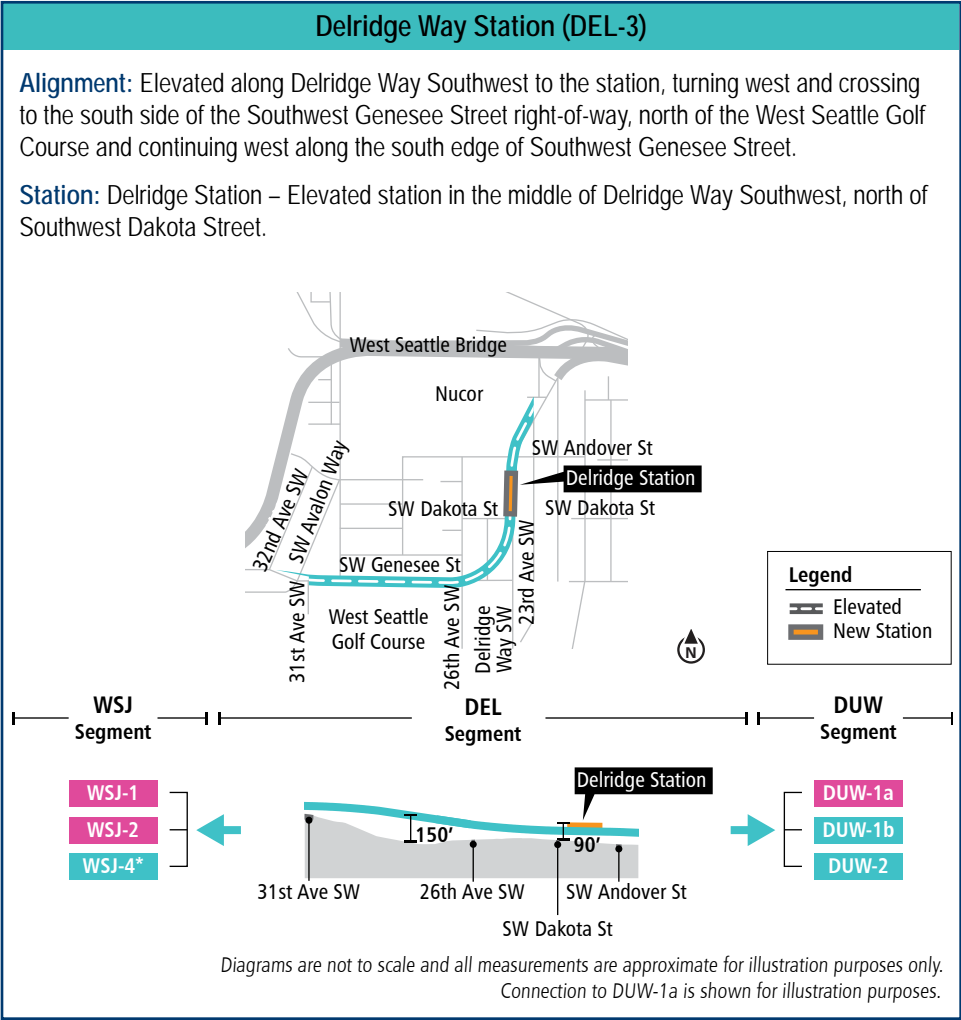 Delridge Way Station (DEL-3)
Alignment: Elevated along Delridge Way Southwest to the station, turning west and crossing
to the south side of the Southwest Genesee Street right-of-way, north of the West Seattle Golf
Course and continuing west along the south edge of Southwest Genesee Street.
Station: Delridge Station – Elevated station in the middle of Delridge Way Southwest, north of
Southwest Dakota Street.
West Seattle Bridge
Nucor
SW Andover St
Delridge Station
SW Dakota St
SW Dakota St
32nd Ave SW
SW Avalon Way
SW Genesee St
31st Ave SW
West Seattle
Golf Course
26th Ave SW
Delridge
Way SW
23rd Ave SW
N
Legend
Elevated
New Station
WSJ
Segment
DEL
Segment
DUW
Segment
WSJ-1
WSJ-2
WSJ-4*
Delridge Station
150’
90’
31st Ave SW
26th Ave SW
SW Andover St
SW Dakota St
DUW-1a
DUW-1b
DUW-2
Diagrams are not to scale and all measurements are approximate for illustration purposes only.
Connection to DUW-1a is shown for illustration purposes.